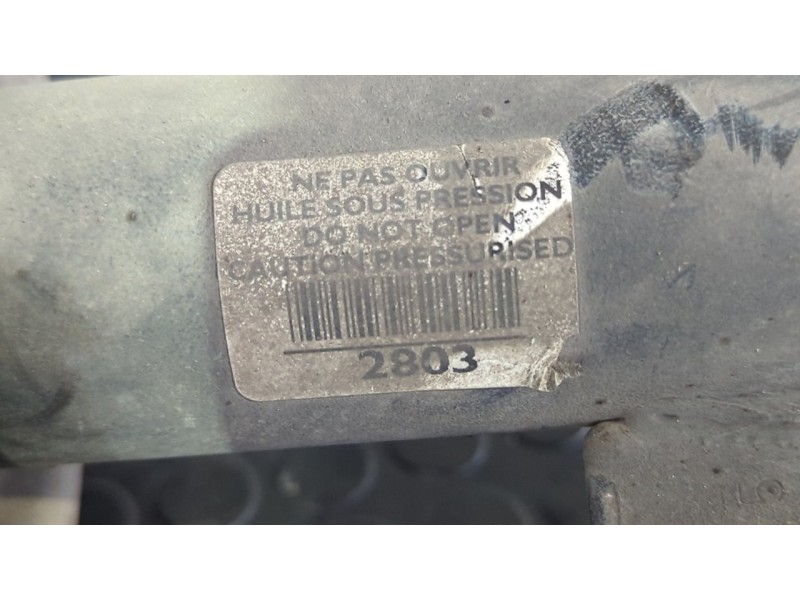 NE PAS OUVRIR
HUILE SOUS PRESSION
DO NOT OPEN
CAUTION PRESSURISED
2803